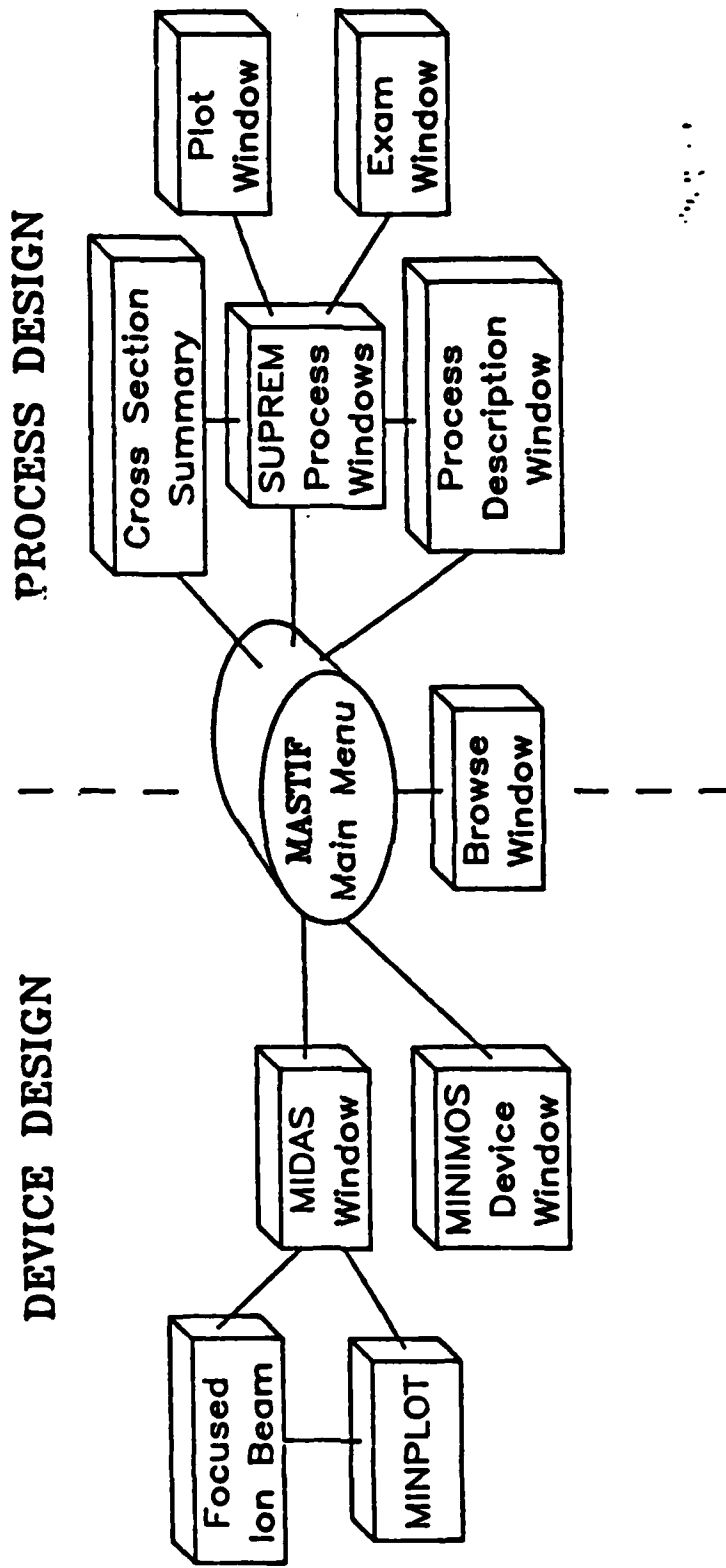 DEVICE DESIGN
PROCESS DESIGN
Focused
Ion Beam
MINPLOT
MIDAS
Window
MINIMOS
Device
Window
MASTIF
Main Menu
Browse
Window
Cross Section
Summary
SUPREM
Process
Windows
Process
Description
Window
Plot
Window
Exam
Window